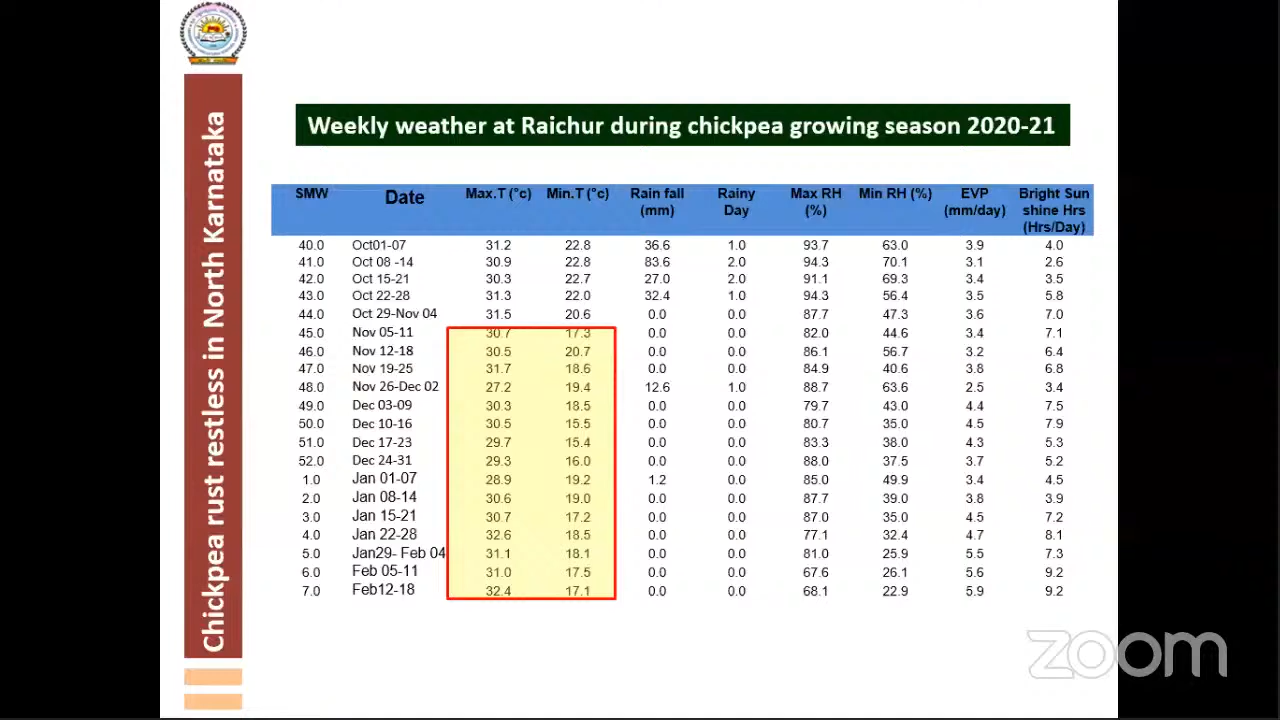 Chickpea rust restless in North Karnataka
Weekly weather at Raichur during chickpea growing season 2020-21
SMW Date Max.T (°c) Min.T (°c) Rain fall (mm) Rainy Day Max RH (%) Min RH (%) EVP (mm/day) Bright Sun shine Hrs (Hrs/Day)
40.0 Oct01-07 31.2 22.8 36.6 1.0 93.7 63.0 3.9 4.0
41.0 Oct 08 -14 30.9 22.8 83.6 2.0 94.3 70.1 3.1 2.6
42.0 Oct 15-21 30.3 22.7 27.0 2.0 91.1 69.3 3.4 3.5
43.0 Oct 22-28 31.3 22.0 32.4 1.0 94.3 56.4 3.5 5.8
44.0 Oct 29-Nov 04 31.5 20.6 0.0 0.0 87.7 47.3 3.6 7.0
45.0 Nov 05-11 30.7 17.3 0.0 0.0 82.0 44.6 3.4 7.1
46.0 Nov 12-18 30.5 20.7 0.0 0.0 86.1 56.7 3.2 6.4
47.0 Nov 19-25 31.7 18.6 0.0 0.0 84.9 40.6 3.8 6.8
48.0 Nov 26-Dec 02 27.2 19.4 12.6 1.0 88.7 63.6 2.5 3.4
49.0 Dec 03-09 30.3 18.5 0.0 0.0 79.7 43.0 4.4 7.5
50.0 Dec 10-16 30.5 15.5 0.0 0.0 80.7 35.0 4.5 7.9
51.0 Dec 17-23 29.7 15.4 0.0 0.0 83.3 38.0 4.3 5.3
52.0 Dec 24-31 29.3 16.0 0.0 0.0 88.0 37.5 3.7 5.2
1.0 Jan 01-07 28.9 19.2 1.2 0.0 85.0 49.9 3.4 4.5
2.0 Jan 08-14 30.6 19.0 0.0 0.0 87.7 39.0 3.8 3.9
3.0 Jan 15-21 30.7 17.2 0.0 0.0 87.0 35.0 4.5 7.2
4.0 Jan 22-28 32.6 18.5 0.0 0.0 77.1 32.4 4.7 8.1
5.0 Jan29- Feb 04 31.1 18.1 0.0 0.0 81.0 25.9 5.5 7.3
6.0 Feb 05-11 31.0 17.5 0.0 0.0 67.6 26.1 5.6 9.2
7.0 Feb12-18 32.4 17.1 0.0 0.0 68.1 22.9 5.9 9.2
zoom